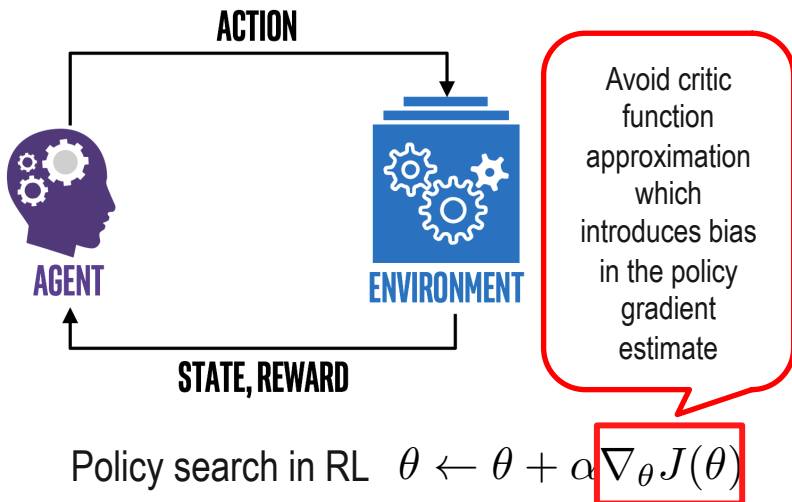 ACTION
Avoid critic
function
approximation
which
introduces bias
in the policy
gradient
estimate
AGENT
ENVIRONMENT
STATE, REWARD
Policy search in RL θ ← θ + α∇θJ(θ)